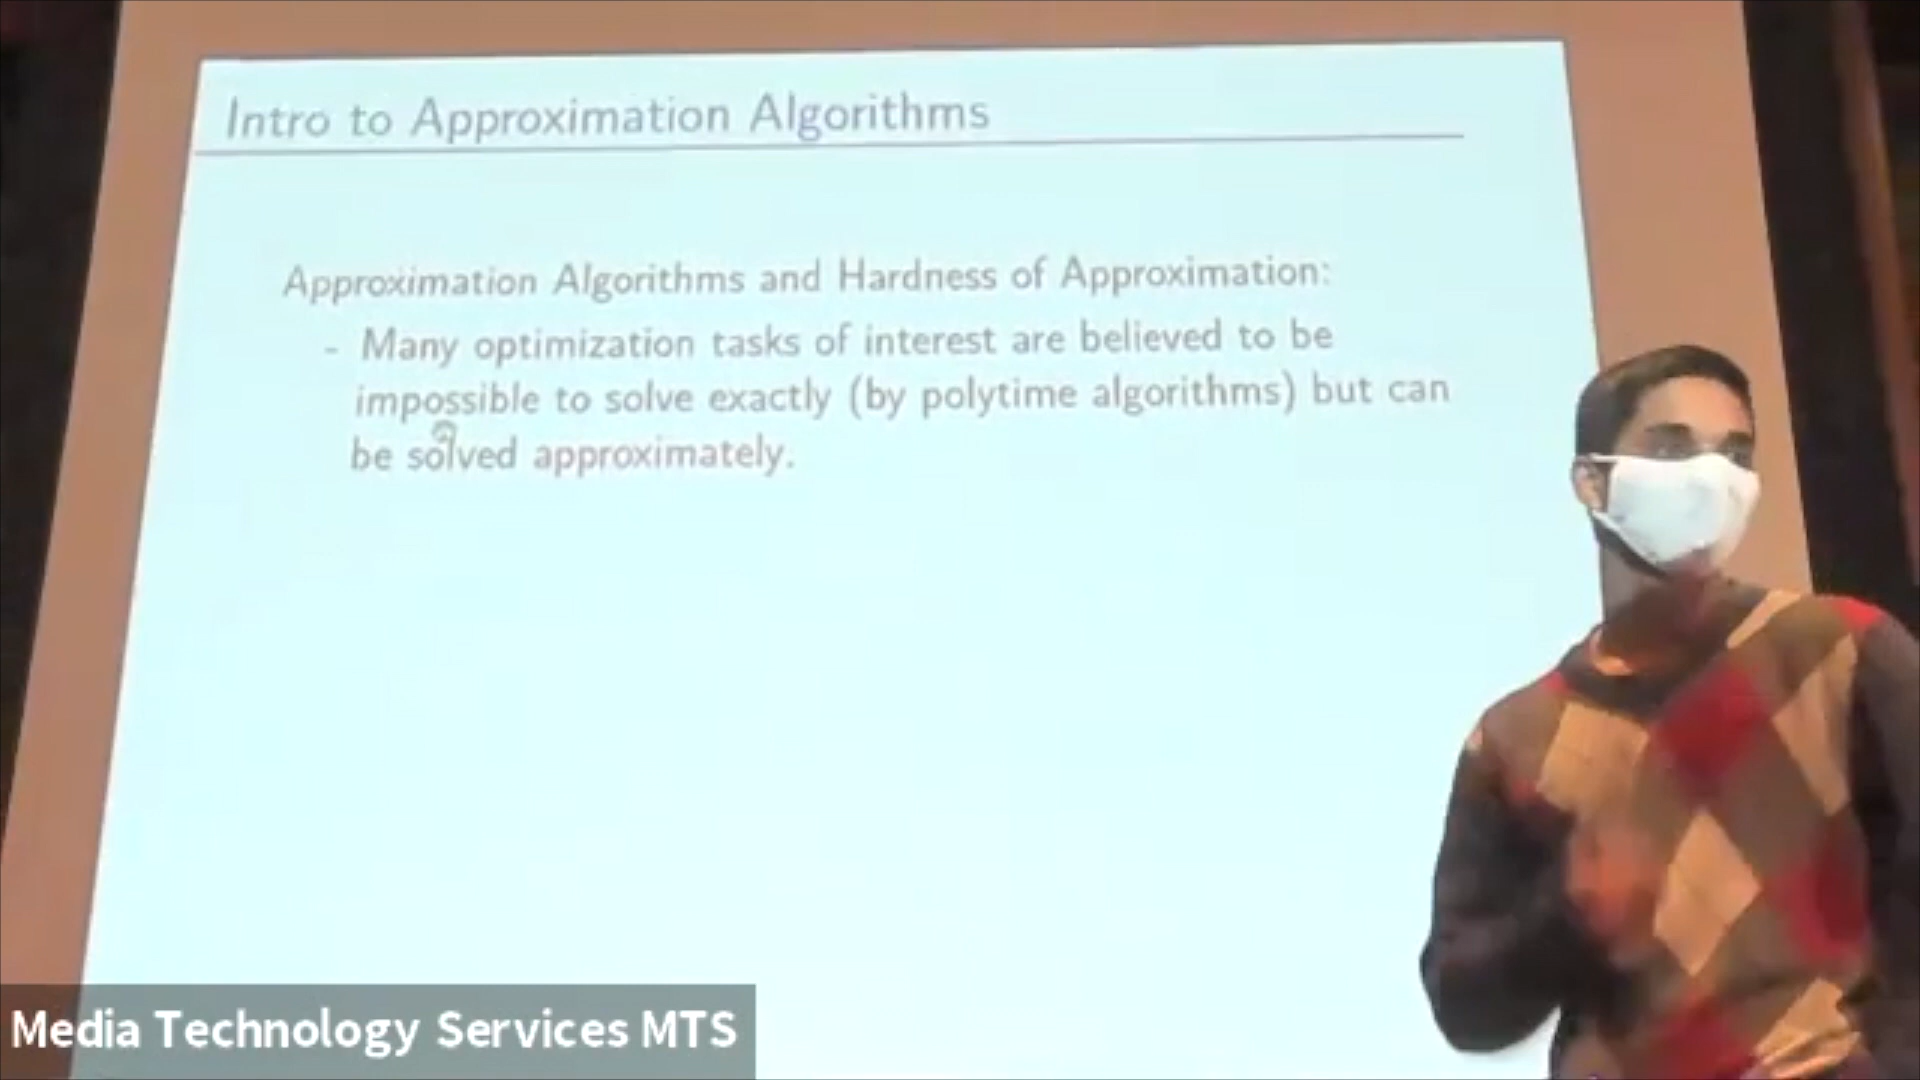 Intro to Approximation Algorithms
Approximation Algorithms and Hardness of Approximation:
- Many optimization tasks of interest are believed to be
impossible to solve exactly (by polytime algorithms) but can
be solved approximately.
Media Technology Services MTS